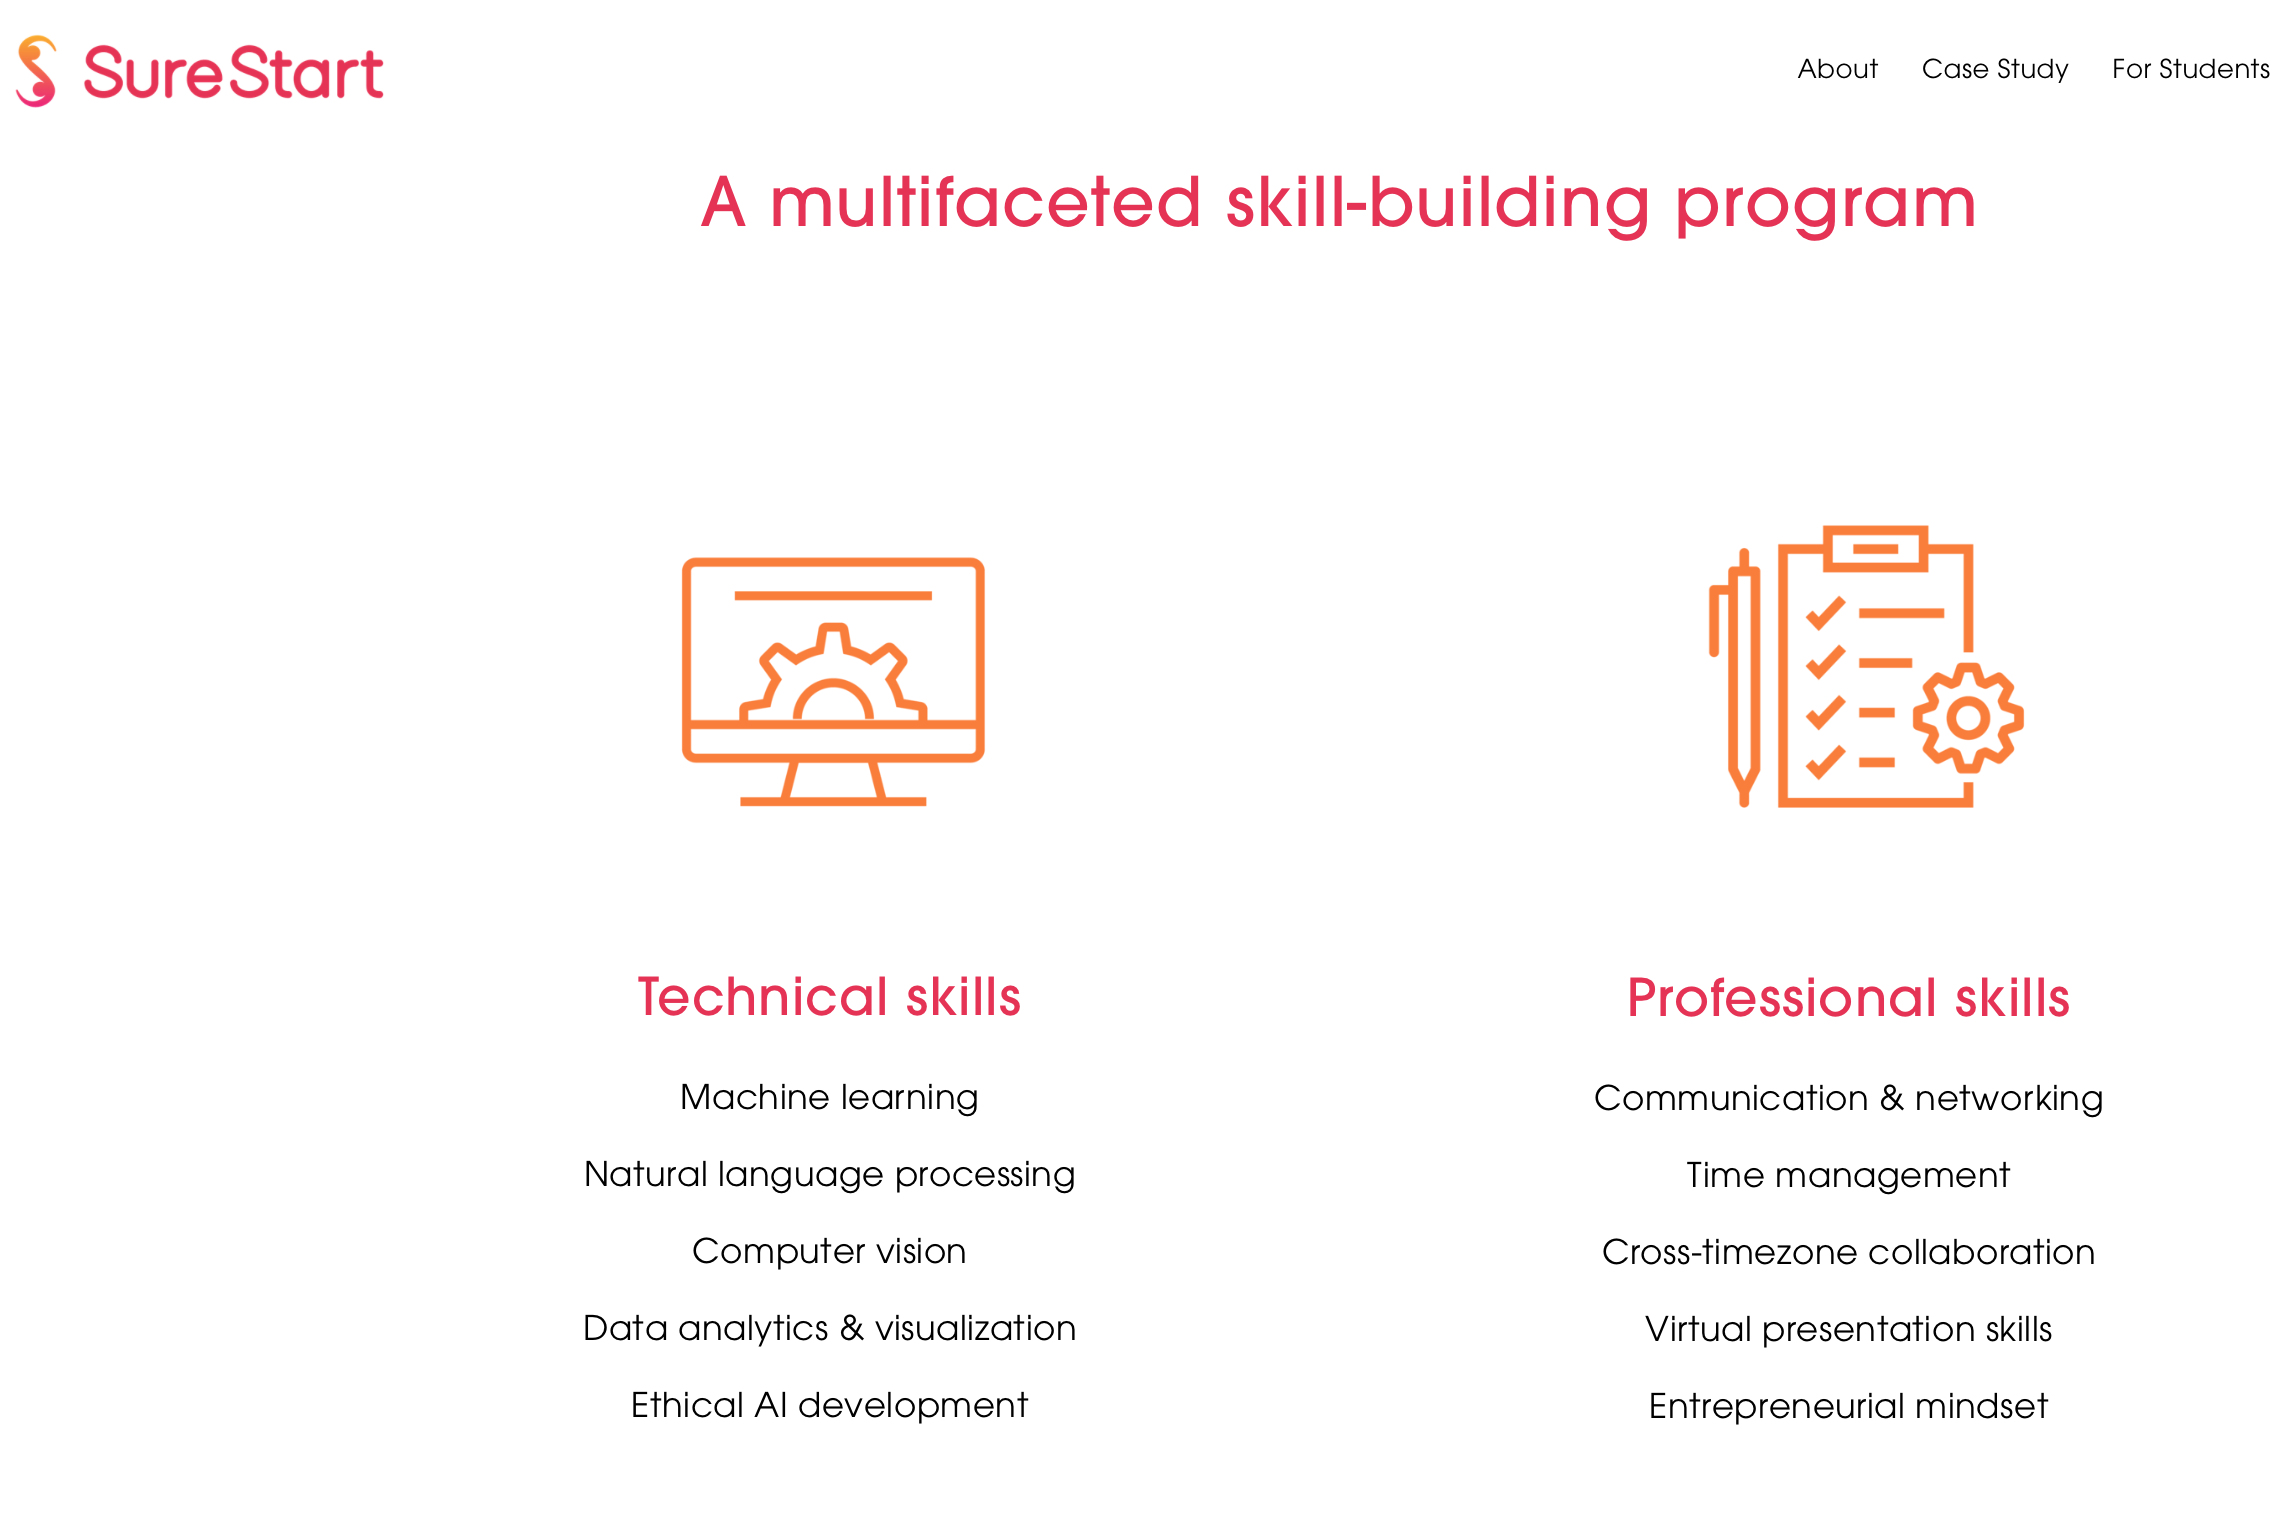 SureStart
About Case Study For Students
A multifaceted skill-building program
Technical skills
Machine learning
Natural language processing
Computer vision
Data analytics & visualization
Ethical AI development
Professional skills
Communication & networking
Time management
Cross-timezone collaboration
Virtual presentation skills
Entrepreneurial mindset